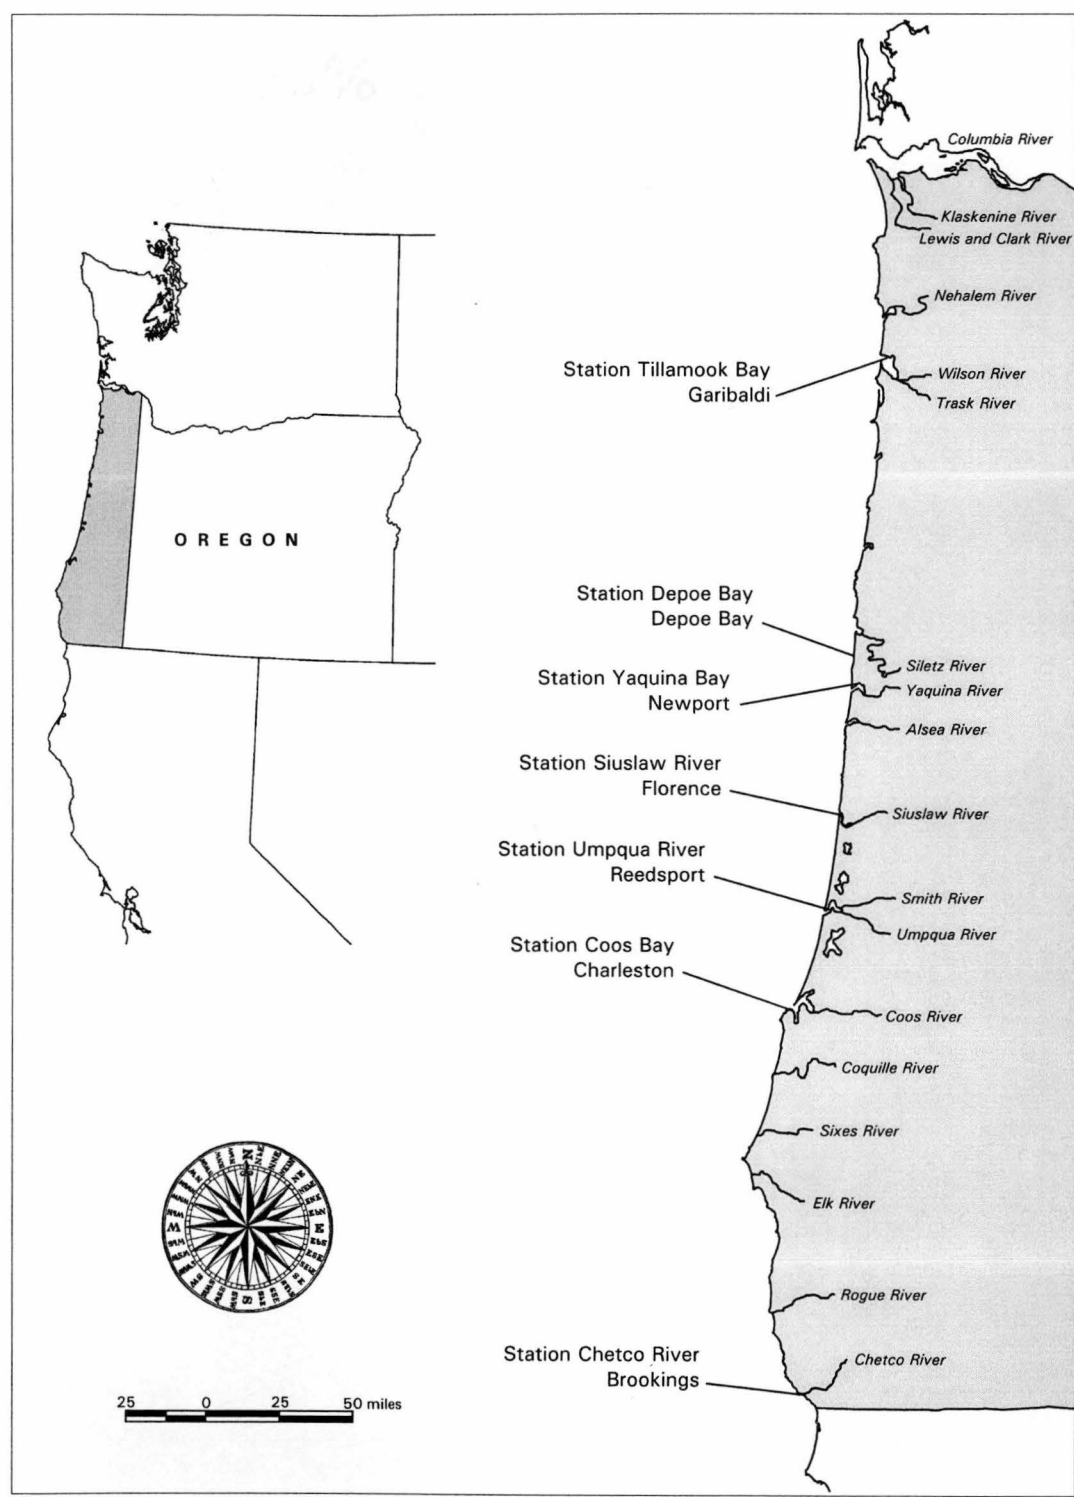 Columbia River
Klaskenine River
Lewis and Clark River
Nehalem River
Station Tillamook Bay
Garibaldi
Wilson River
Trask River
OREGON
Station Depoe Bay
Depoe Bay
Siletz River
Station Yaquina Bay
Newport
Yaquina River
Alsea River
Station Siuslaw River
Florence
Siuslaw River
Station Umpqua River
Reedsport
Smith River
Umpqua River
Station Coos Bay
Charleston
Coos River
Coquille River
Sixes River
Elk River
N
NE
E
S
W
Rogue River
Station Chetco River
Brookings
Chetco River
25 0 25 50 miles